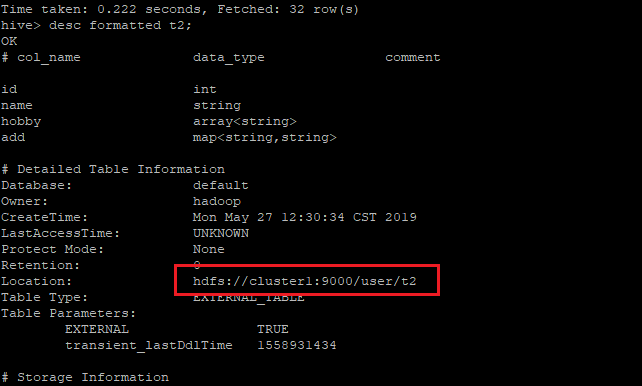 Time taken: 0.222 seconds, Fetched: 32 row(s)
hive> desc formatted t2;
OK
# col_name data_type comment
id int
name string
hobby array<string>
add map<string,string>
# Detailed Table Information
Database: default
Owner: hadoop
CreateTime: Mon May 27 12:30:34 CST 2019
LastAccessTime: UNKNOWN
Protect Mode: None
Retention: 0
Location: hdfs://cluster1:9000/user/t2
Table Type: EXTERNAL_TABLE
Table Parameters:
EXTERNAL TRUE
transient_lastDdlTime 1558931434
# Storage Information